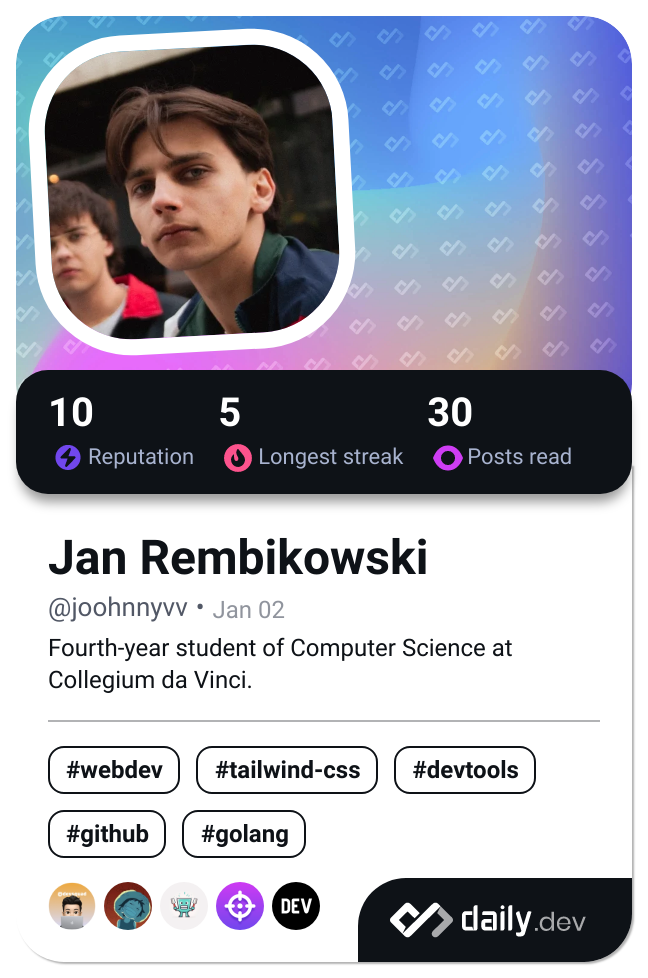 10 5 30
Reputation Longest streak Posts read
Jan Rembikowski
@joohnnyvv • Jan 02
Fourth-year student of Computer Science at
Collegium da Vinci.
#webdev #tailwind-css #devtools
#github #golang
DEV
daily.dev